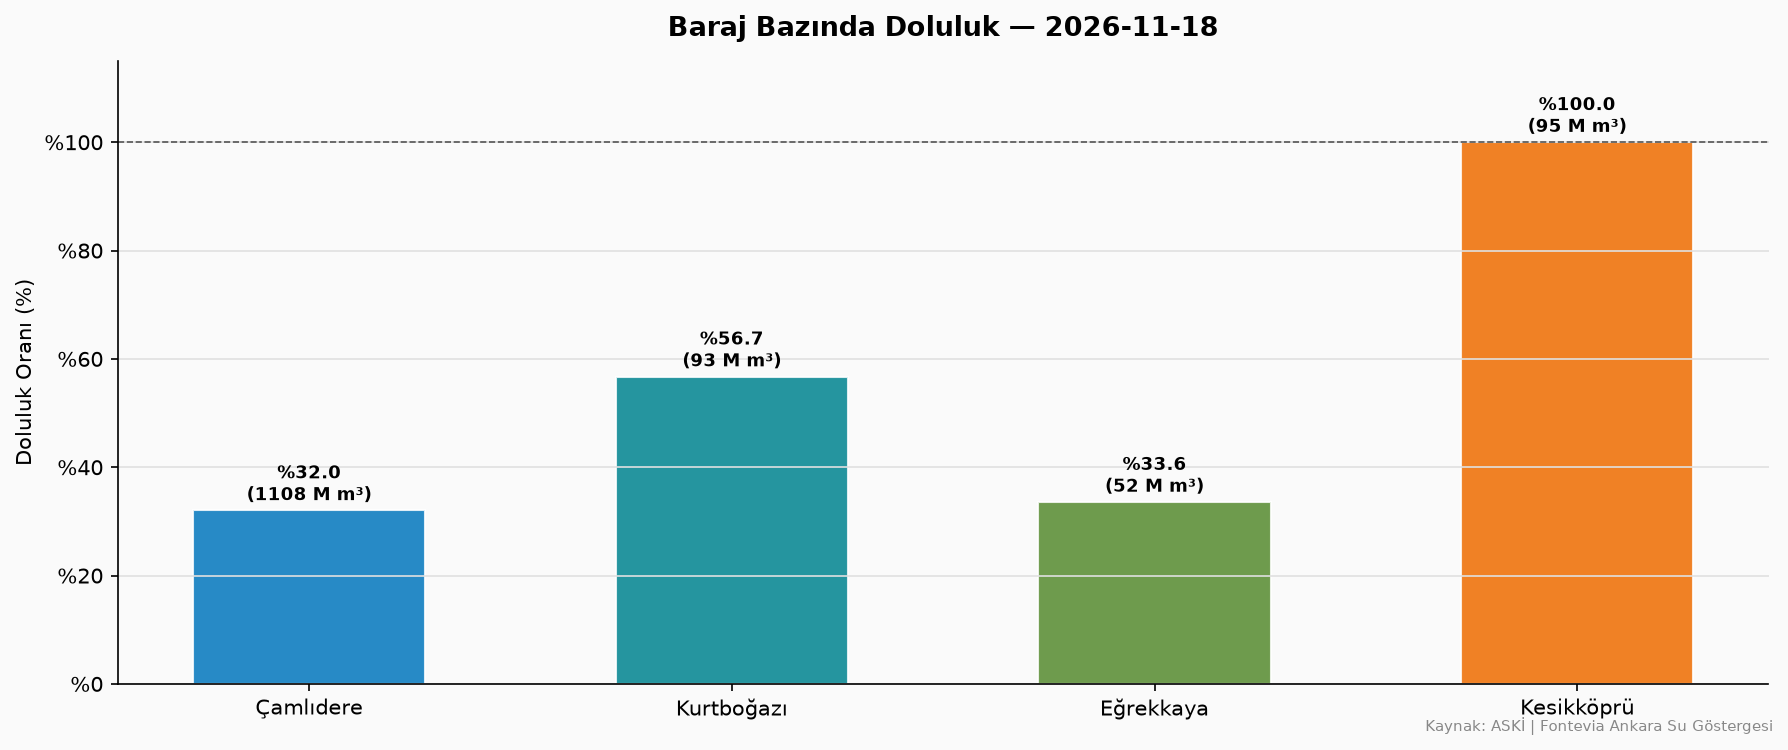 Baraj Bazında Doluluk — 2026-11-18
Doluluk Oranı (%)
%100
%80
%60
%40
%20
%0
%32.0
(1108 M m³)
%56.7
(93 M m³)
%33.6
(52 M m³)
%100.0
(95 M m³)
Çamlıdere
Kurtboğazı
Eğrekkaya
Kesikköprü
Kaynak: ASKİ | Fontevia Ankara Su Göstergesi